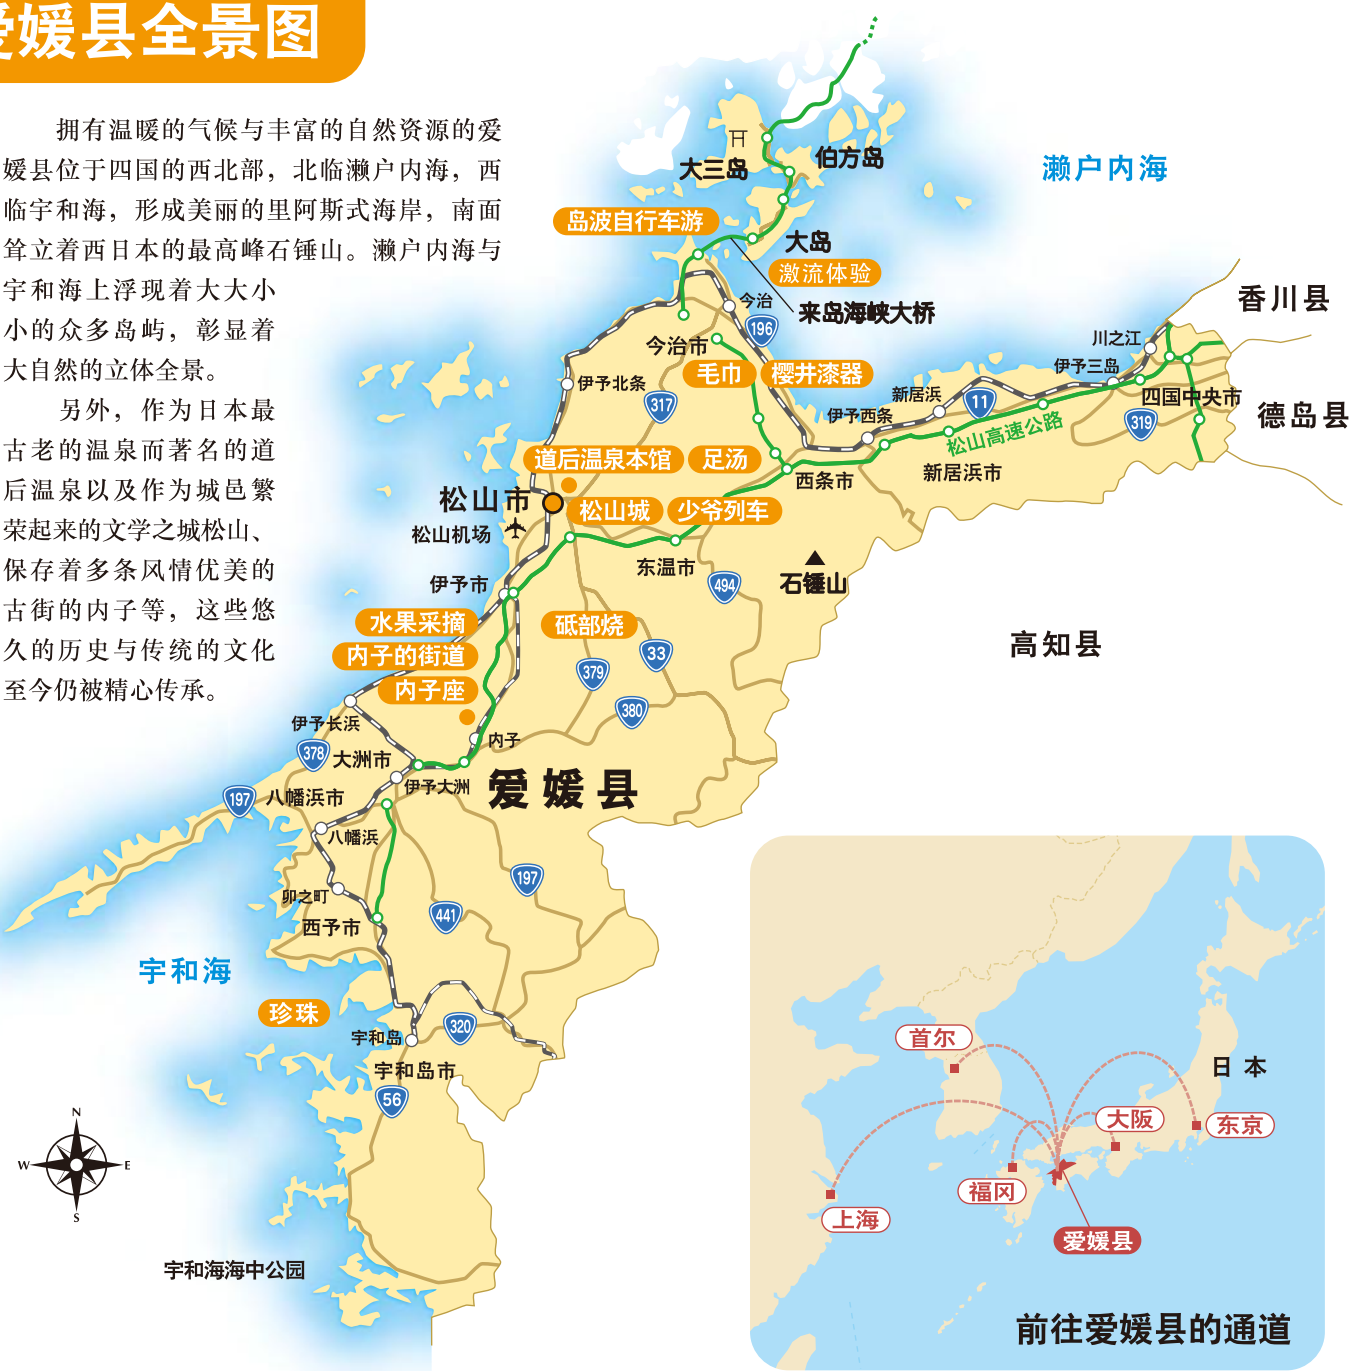 爱媛县全景图
拥有温暖的气候与丰富的自然资源的爱
媛县位于四国的西北部，北临濑户内海，西
临宇和海，形成美丽的里阿斯式海岸，南面
耸立着西日本的最高峰石锤山。濑户内海与
宇和海上浮现着大大小
小的众多岛屿，彰显着
大自然的立体全景。
另外，作为日本最
古老的温泉而著名的道
后温泉以及作为城邑繁
荣起来的文学之城松山、
保存着多条风情优美的
古街的内子等，这些悠
久的历史与传统的文化
至今仍被精心传承。
大三岛
伯方岛
濑户内海
岛波自行车游
大岛
激流体验
来岛海峡大桥
香川县
今治
196
今治市
川之江
伊予三岛
毛巾
樱井漆器
伊予北条
317
新居浜
11
四国中央市
德岛县
伊予西条
319
松山高速公路
道后温泉本馆
足汤
西条市
新居浜市
松山市
松山城
少爷列车
松山机场
东温市
石锤山
伊予市
494
水果采摘
砥部烧
高知县
内子的街道
33
379
内子座
380
伊予长浜
内子
378
大洲市
伊予大洲
爱媛县
197
八幡浜市
八幡浜
197
卯之町
441
西予市
宇和海
珍珠
320
宇和岛
宇和岛市
56
N
W
E
S
宇和海海中公园
首尔
日本
大阪
东京
福冈
上海
爱媛县
前往爱媛县的通道